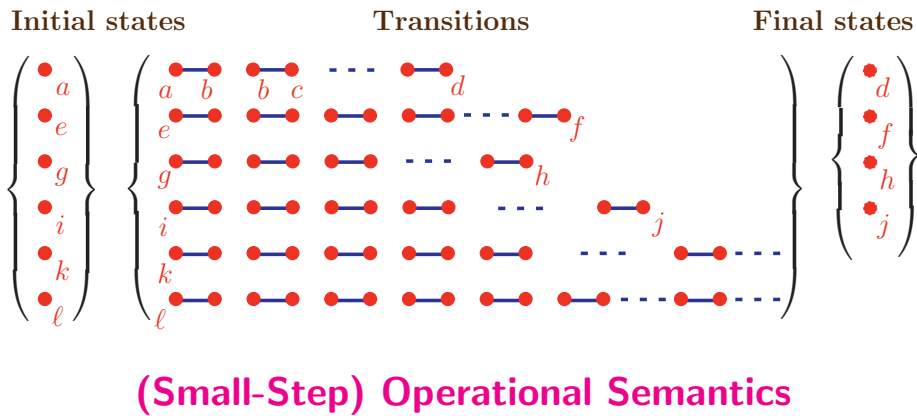 Initial states Transitions Final states
a a b b c d d
e e f f
g g h h
i i j j
k k
ℓ ℓ
(Small-Step) Operational Semantics